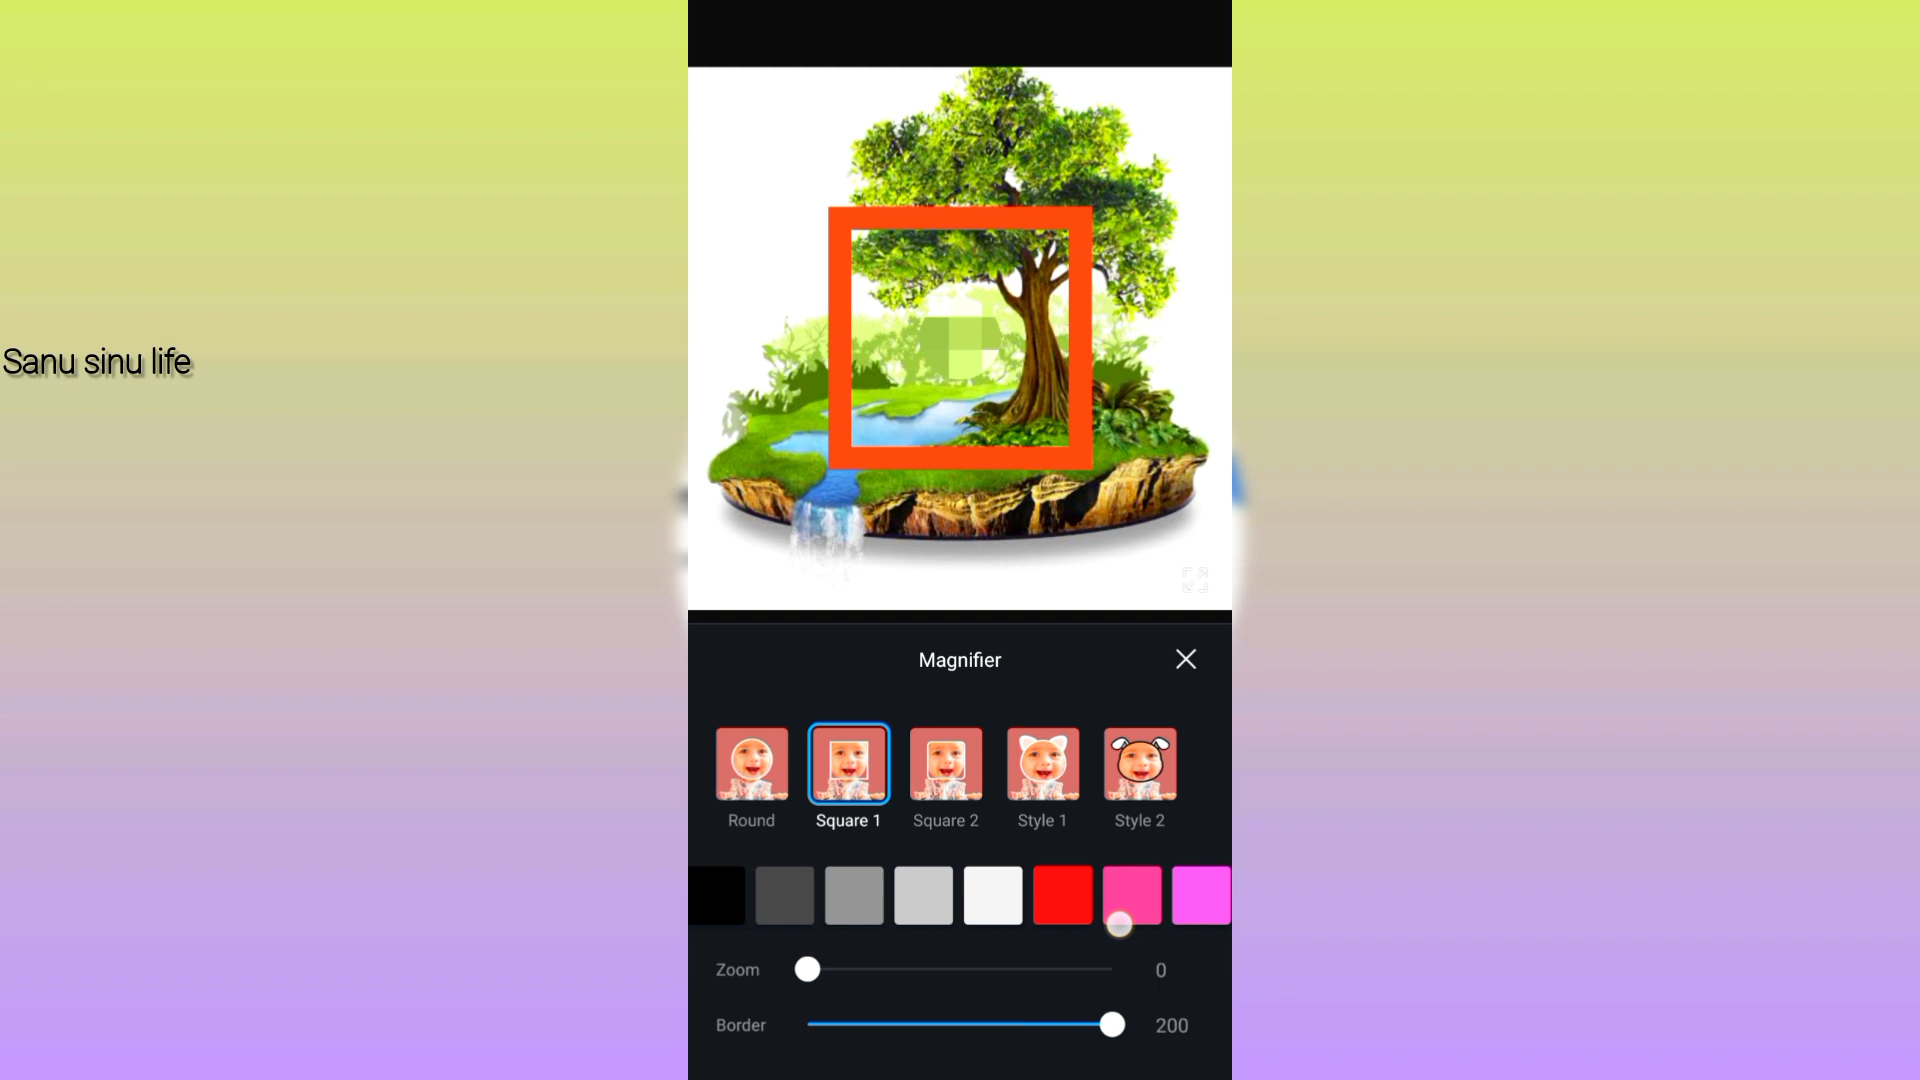 Sanu sinu life
Magnifier
Round
Square 1
Square 2
Style 1
Style 2
Zoom
0
Border
200